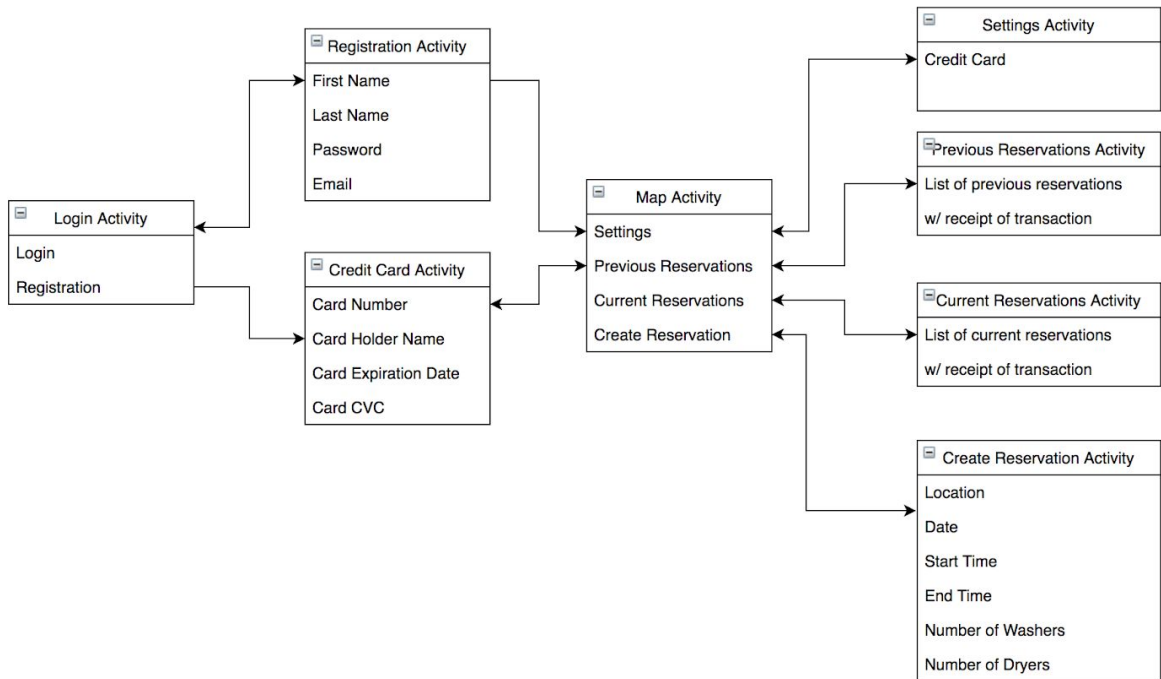 Registration Activity
First Name
Last Name
Password
Email
Login Activity
Login
Registration
Credit Card Activity
Card Number
Card Holder Name
Card Expiration Date
Card CVC
Map Activity
Settings
Previous Reservations
Current Reservations
Create Reservation
Settings Activity
Credit Card
Previous Reservations Activity
List of previous reservations
w/ receipt of transaction
Current Reservations Activity
List of current reservations
w/ receipt of transaction
Create Reservation Activity
Location
Date
Start Time
End Time
Number of Washers
Number of Dryers